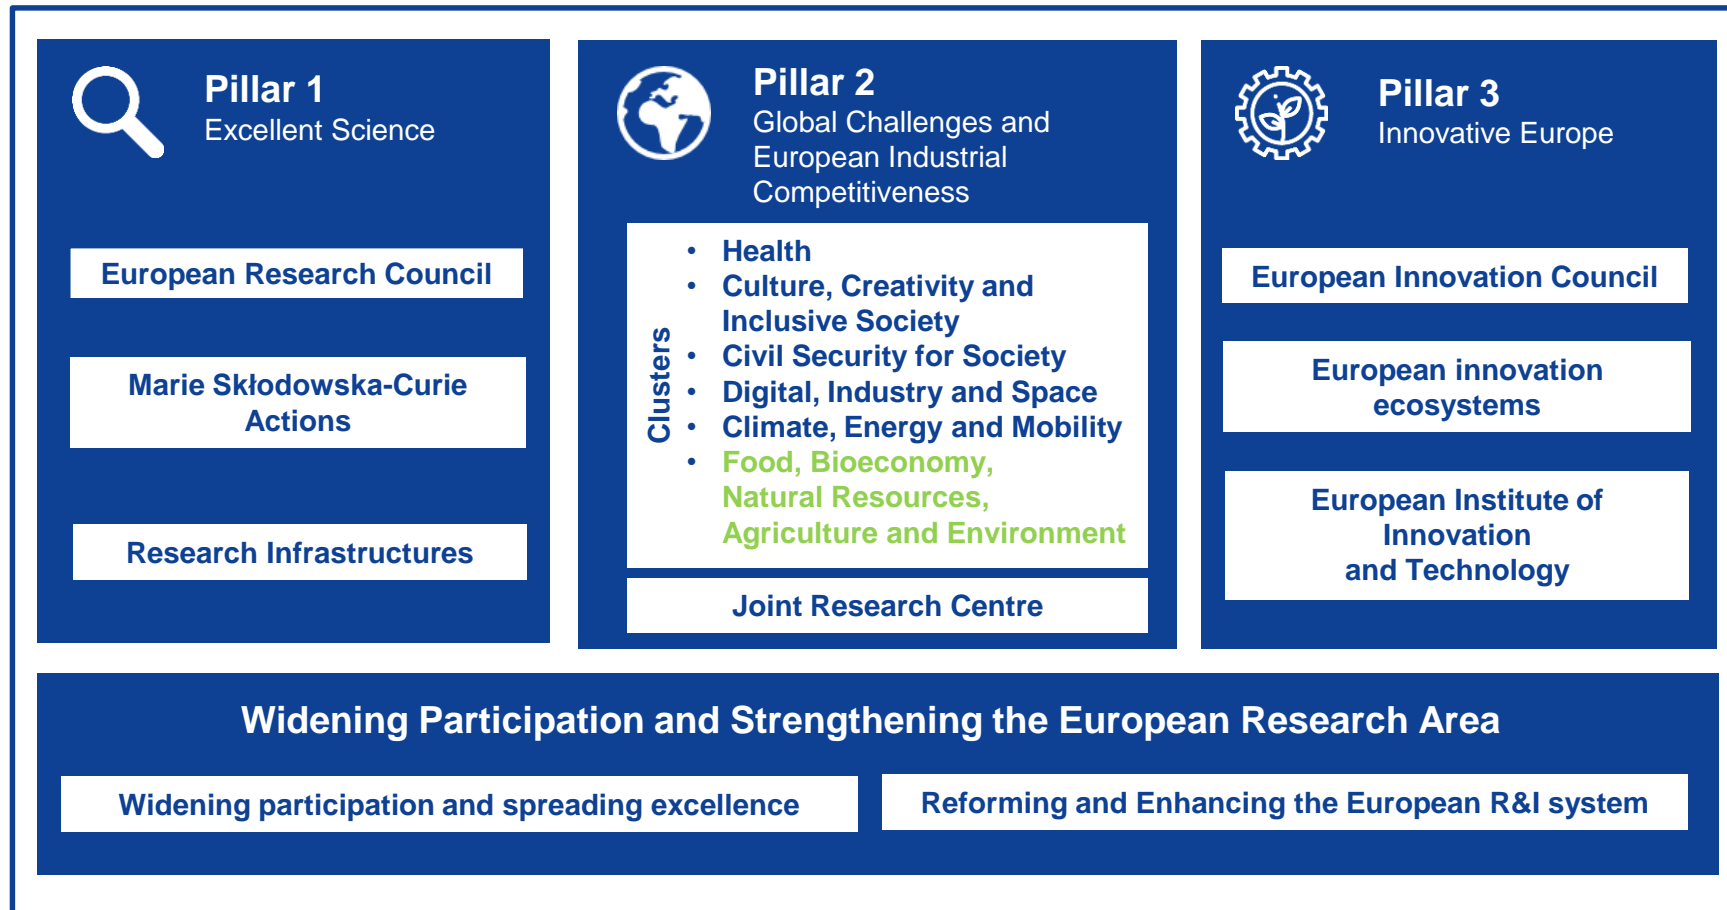 Pillar 1
Excellent Science
European Research Council
Marie Skłodowska-Curie
Actions
Research Infrastructures
Pillar 2
Global Challenges and
European Industrial
Competitiveness
Clusters
• Health
• Culture, Creativity and
Inclusive Society
• Civil Security for Society
• Digital, Industry and Space
• Climate, Energy and Mobility
• Food, Bioeconomy,
Natural Resources,
Agriculture and Environment
Joint Research Centre
Pillar 3
Innovative Europe
European Innovation Council
European innovation
ecosystems
European Institute of
Innovation
and Technology
Widening Participation and Strengthening the European Research Area
Widening participation and spreading excellence
Reforming and Enhancing the European R&I system